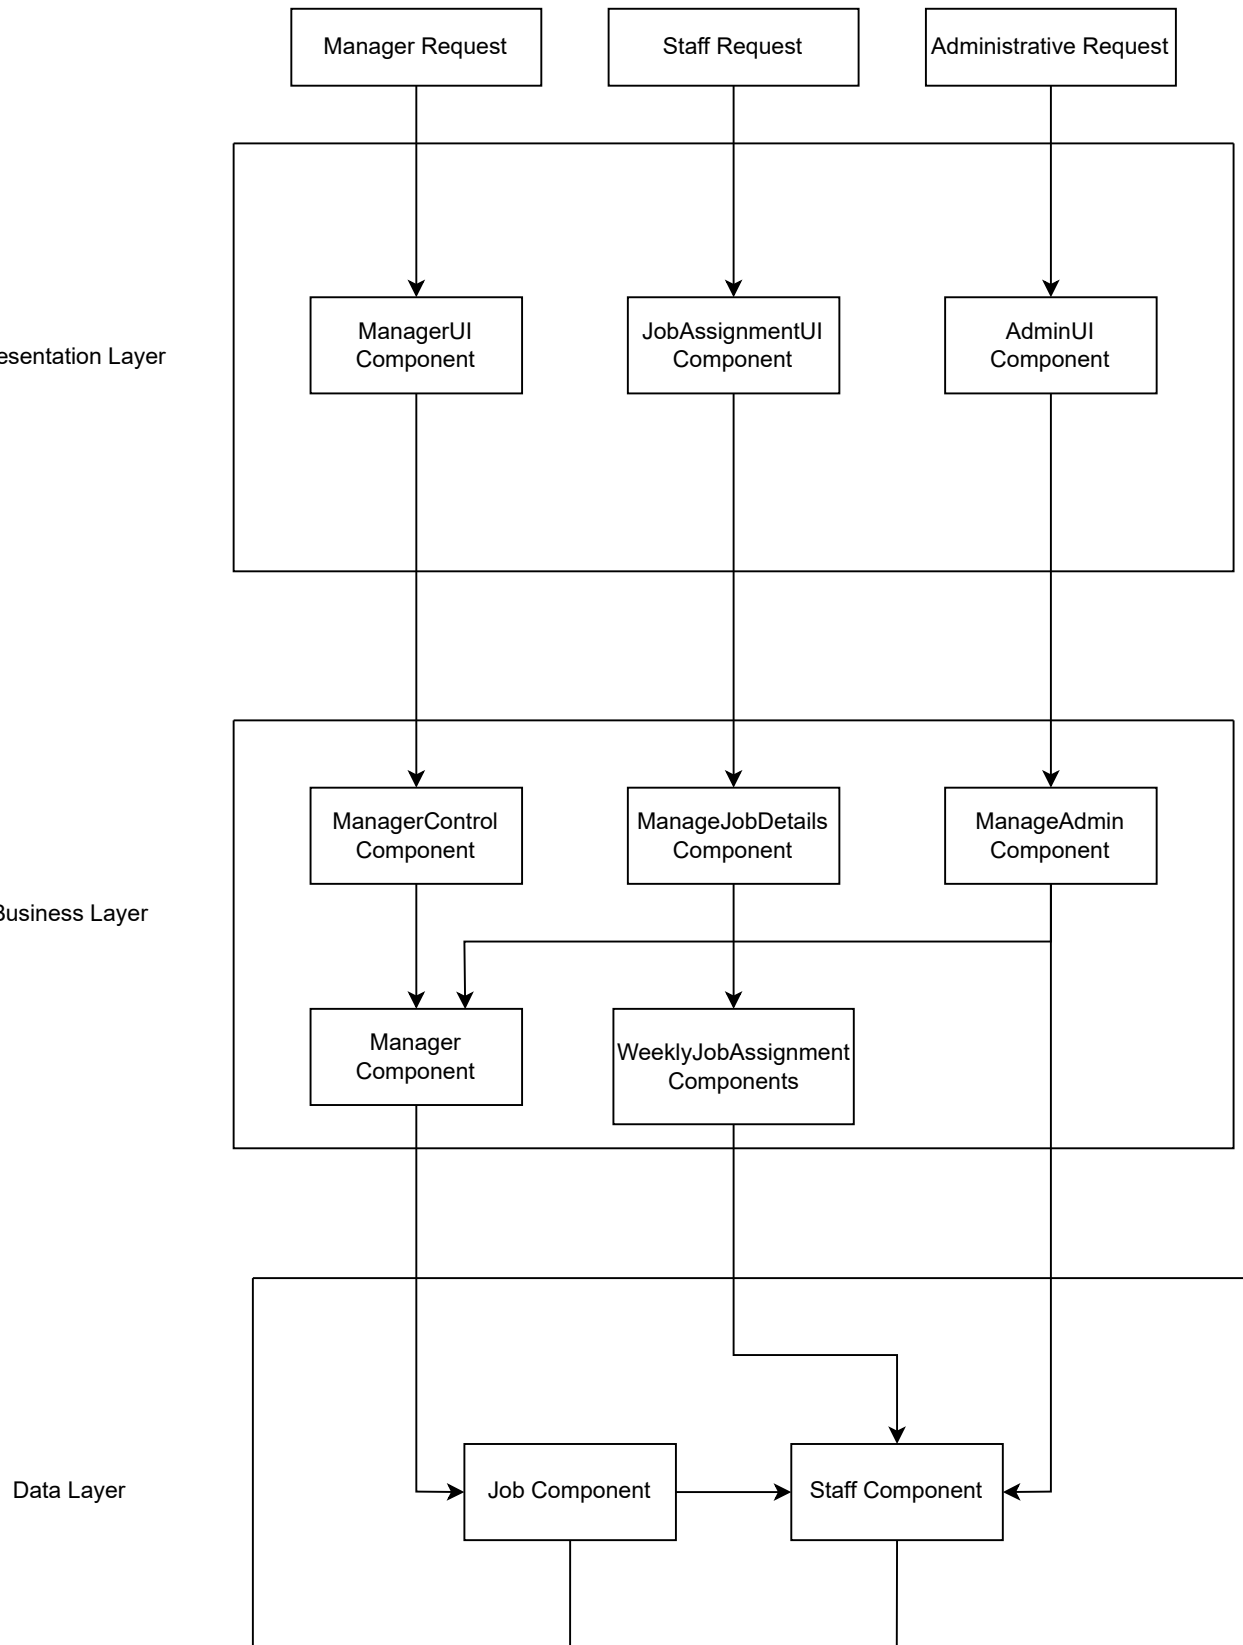 Manager Request
Staff Request
Administrative Request
ManagerUI
Component
JobAssignmentUI
Component
AdminUI
Component
esentation Layer
ManagerControl
Component
ManageJobDetails
Component
ManageAdmin
Component
Business Layer
Manager
Component
WeeklyJobAssignment
Components
Data Layer
Job Component
Staff Component